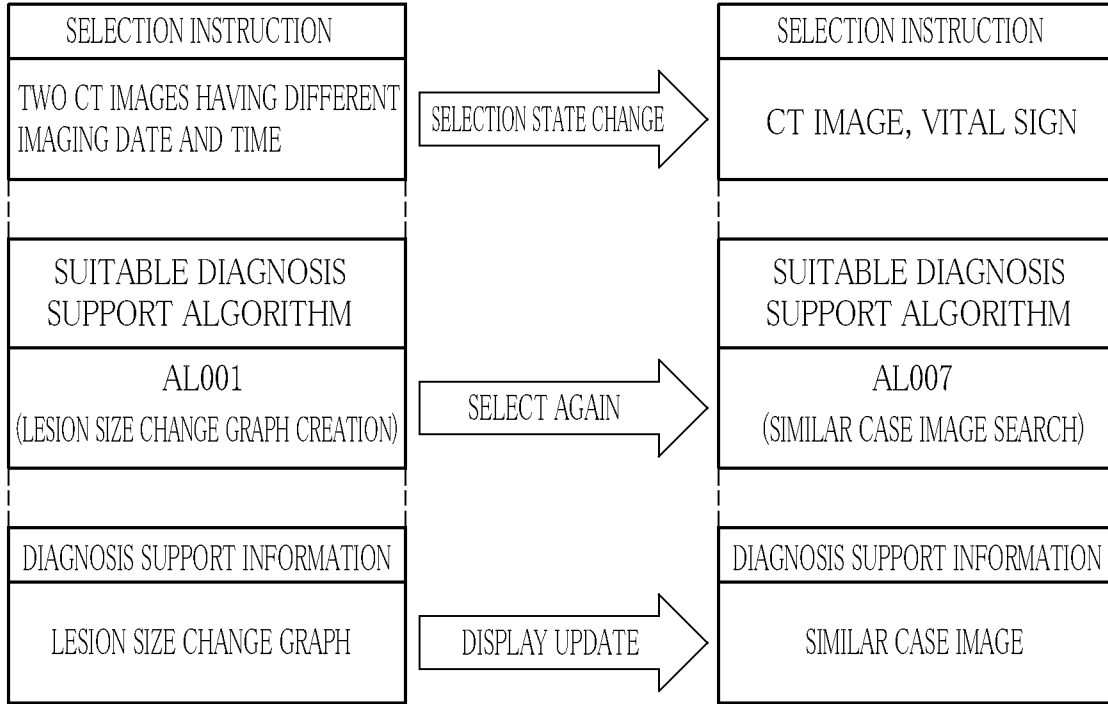 SELECTION INSTRUCTION
TWO CT IMAGES HAVING DIFFERENT
IMAGING DATE AND TIME
SELECTION STATE CHANGE
SELECTION INSTRUCTION
CT IMAGE, VITAL SIGN
SUITABLE DIAGNOSIS
SUPPORT ALGORITHM
AL001
(LESION SIZE CHANGE GRAPH CREATION)
SELECT AGAIN
SUITABLE DIAGNOSIS
SUPPORT ALGORITHM
AL007
(SIMILAR CASE IMAGE SEARCH)
DIAGNOSIS SUPPORT INFORMATION
LESION SIZE CHANGE GRAPH
DISPLAY UPDATE
DIAGNOSIS SUPPORT INFORMATION
SIMILAR CASE IMAGE